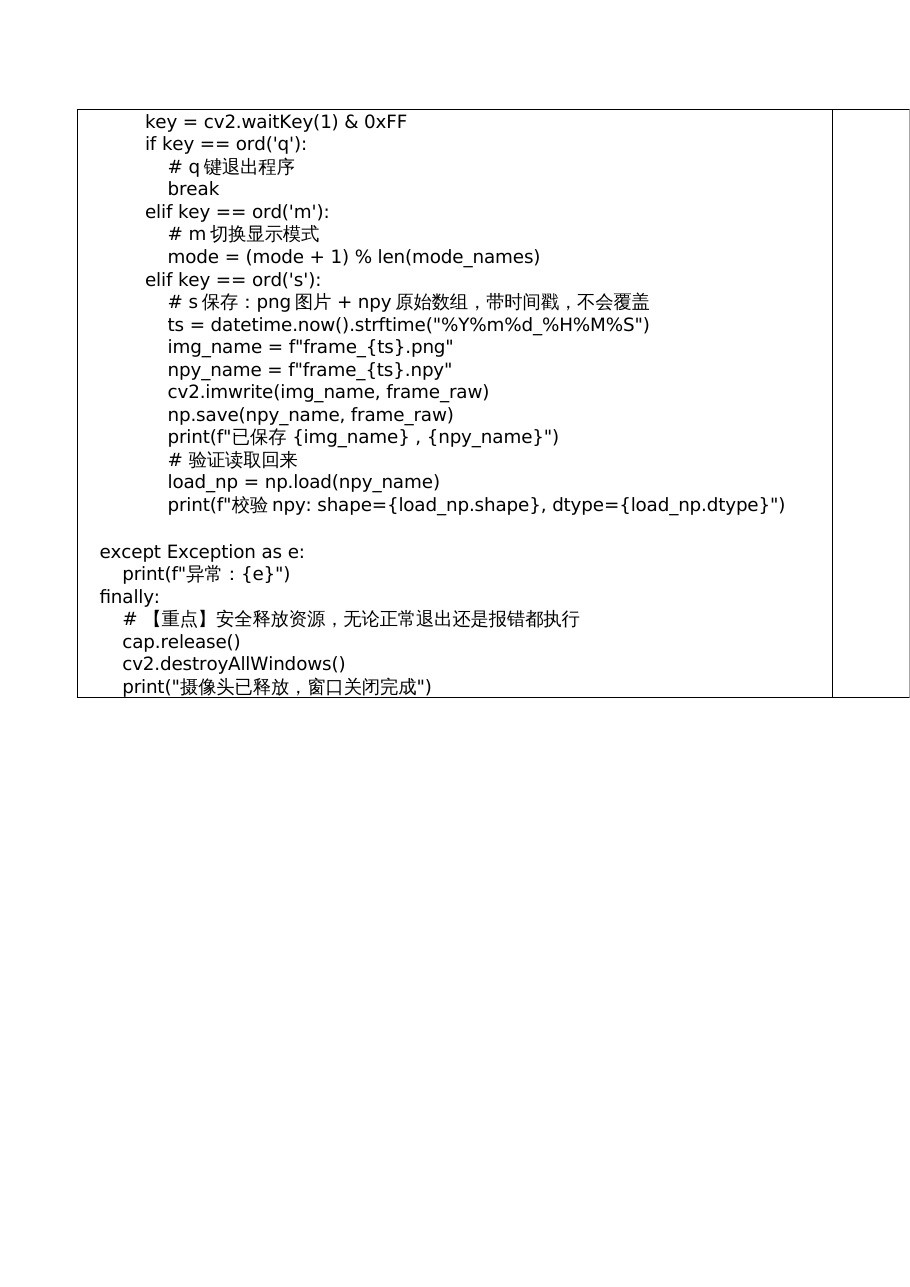 key = cv2.waitKey(1) & 0xFF
if key == ord('q'):
# q 键退出程序
break
elif key == ord('m'):
# m 切换显示模式
mode = (mode + 1) % len(mode_names)
elif key == ord('s'):
# s 保存：png 图片 + npy 原始数组，带时间戳，不会覆盖
ts = datetime.now().strftime("%Y%m%d_%H%M%S")
img_name = f"frame_{ts}.png"
npy_name = f"frame_{ts}.npy"
cv2.imwrite(img_name, frame_raw)
np.save(npy_name, frame_raw)
print(f"已保存 {img_name} , {npy_name}")
# 验证读取回来
load_np = np.load(npy_name)
print(f"校验 npy: shape={load_np.shape}, dtype={load_np.dtype}")
except Exception as e:
print(f"异常：{e}")
finally:
# 【重点】安全释放资源，无论正常退出还是报错都执行
cap.release()
cv2.destroyAllWindows()
print("摄像头已释放，窗口关闭完成")